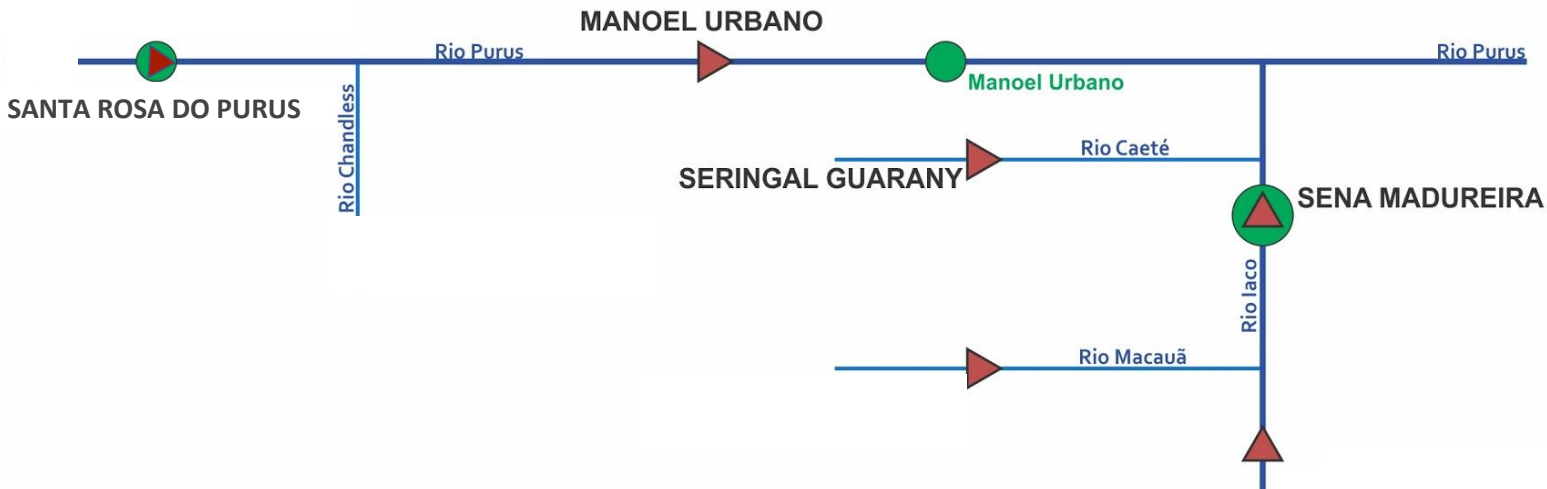 MANOEL URBANO
Rio Purus
Rio Purus
Manoel Urbano
SANTA ROSA DO PURUS
Rio Chandless
Rio Caeté
SERINGAL GUARANY
SENA MADUREIRA
Rio Iaco
Rio Macauã